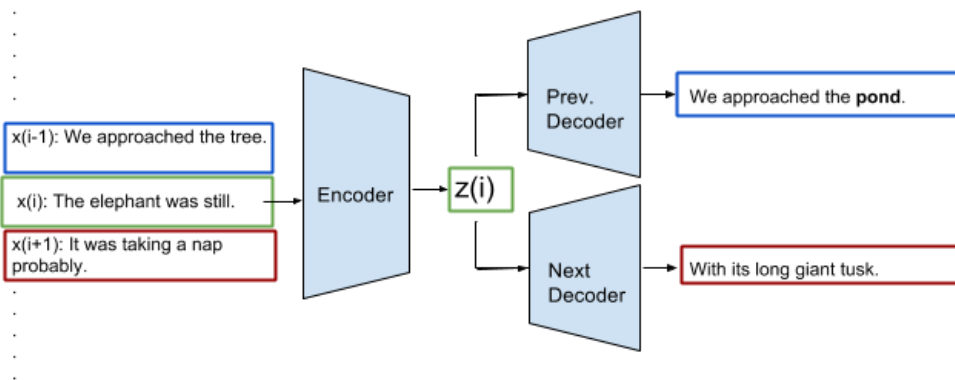 x(i-1): We approached the tree.
x(i): The elephant was still.
x(i+1): It was taking a nap
probably.
Encoder
z(i)
Prev.
Decoder
We approached the pond.
Next
Decoder
With its long giant tusk.